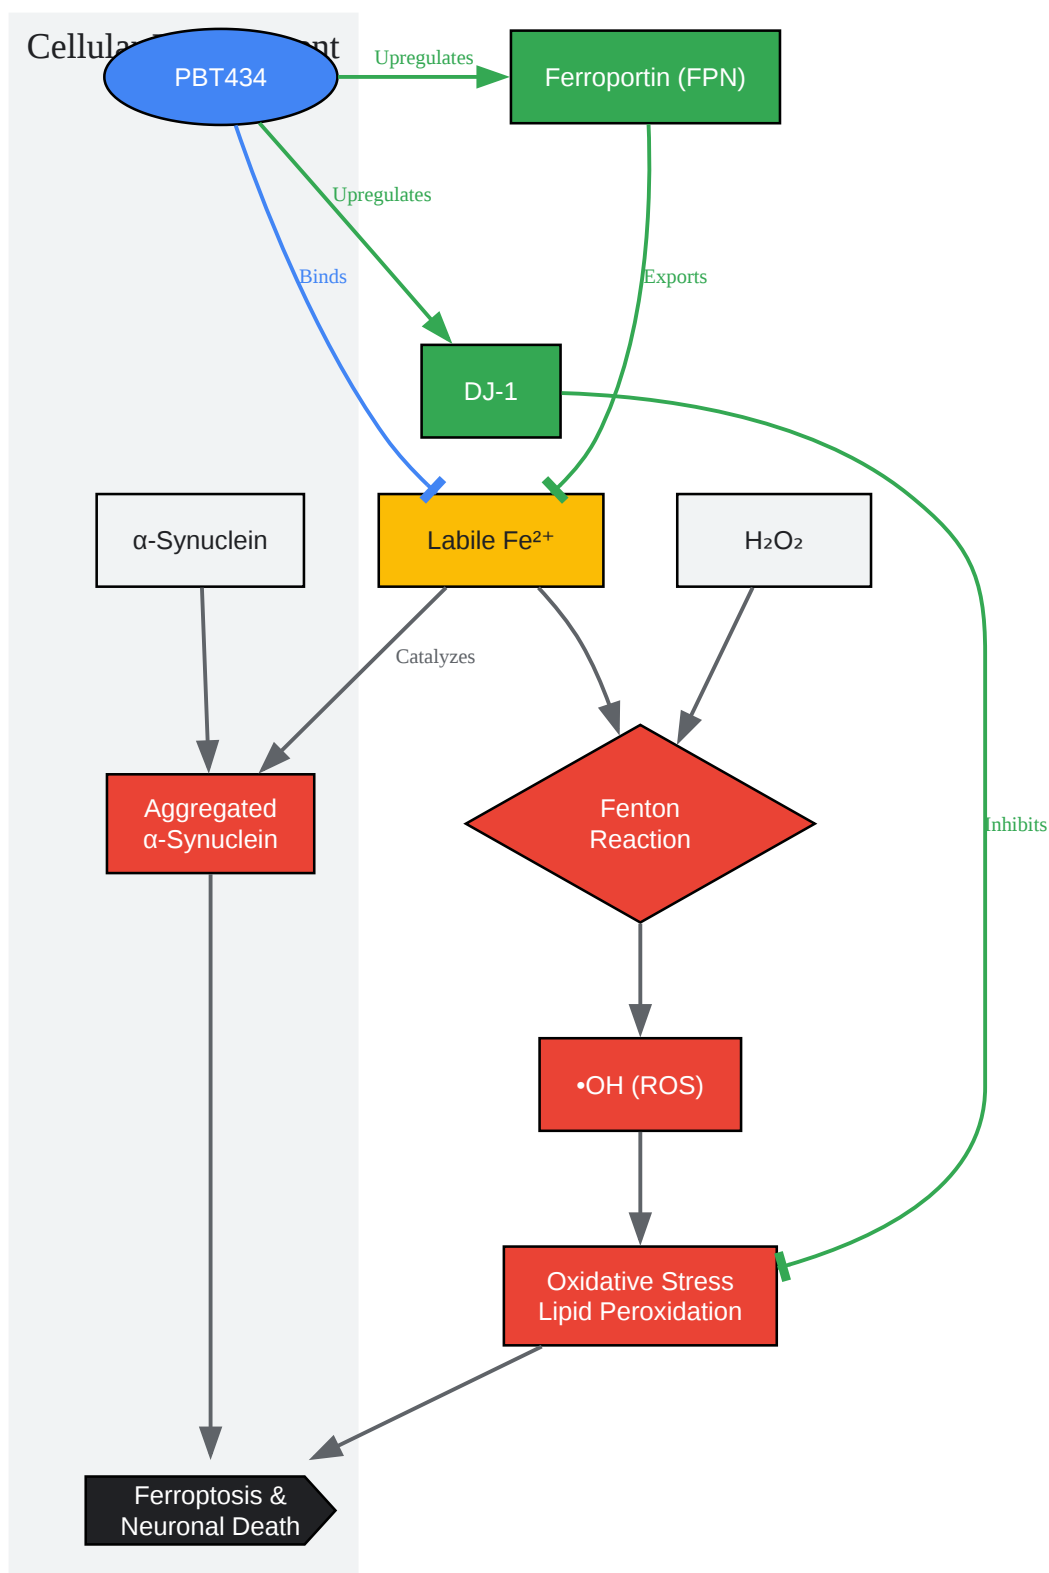 Cellular
PBT434
Upregulates
Ferroportin (FPN)
Upregulates
Binds
Exports
DJ-1
α-Synuclein
Labile Fe²⁺
H₂O₂
Catalyzes
Aggregated
α-Synuclein
Fenton
Reaction
Inhibits
•OH (ROS)
Oxidative Stress
Lipid Peroxidation
Ferroptosis &
Neuronal Death